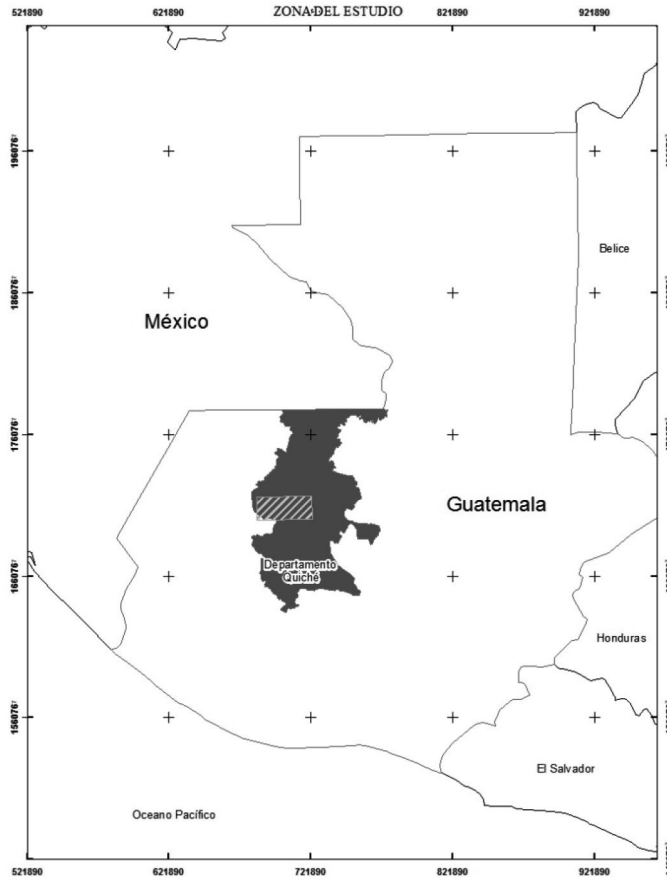 521890 621890 ZONA DEL ESTUDIO 821890 921890
196076
Belice
186076
México
176076
Guatemala
Departamento
Quiché
166076
Honduras
156076
El Salvador
Oceano Pacífico
521890 621890 721890 821890 921890